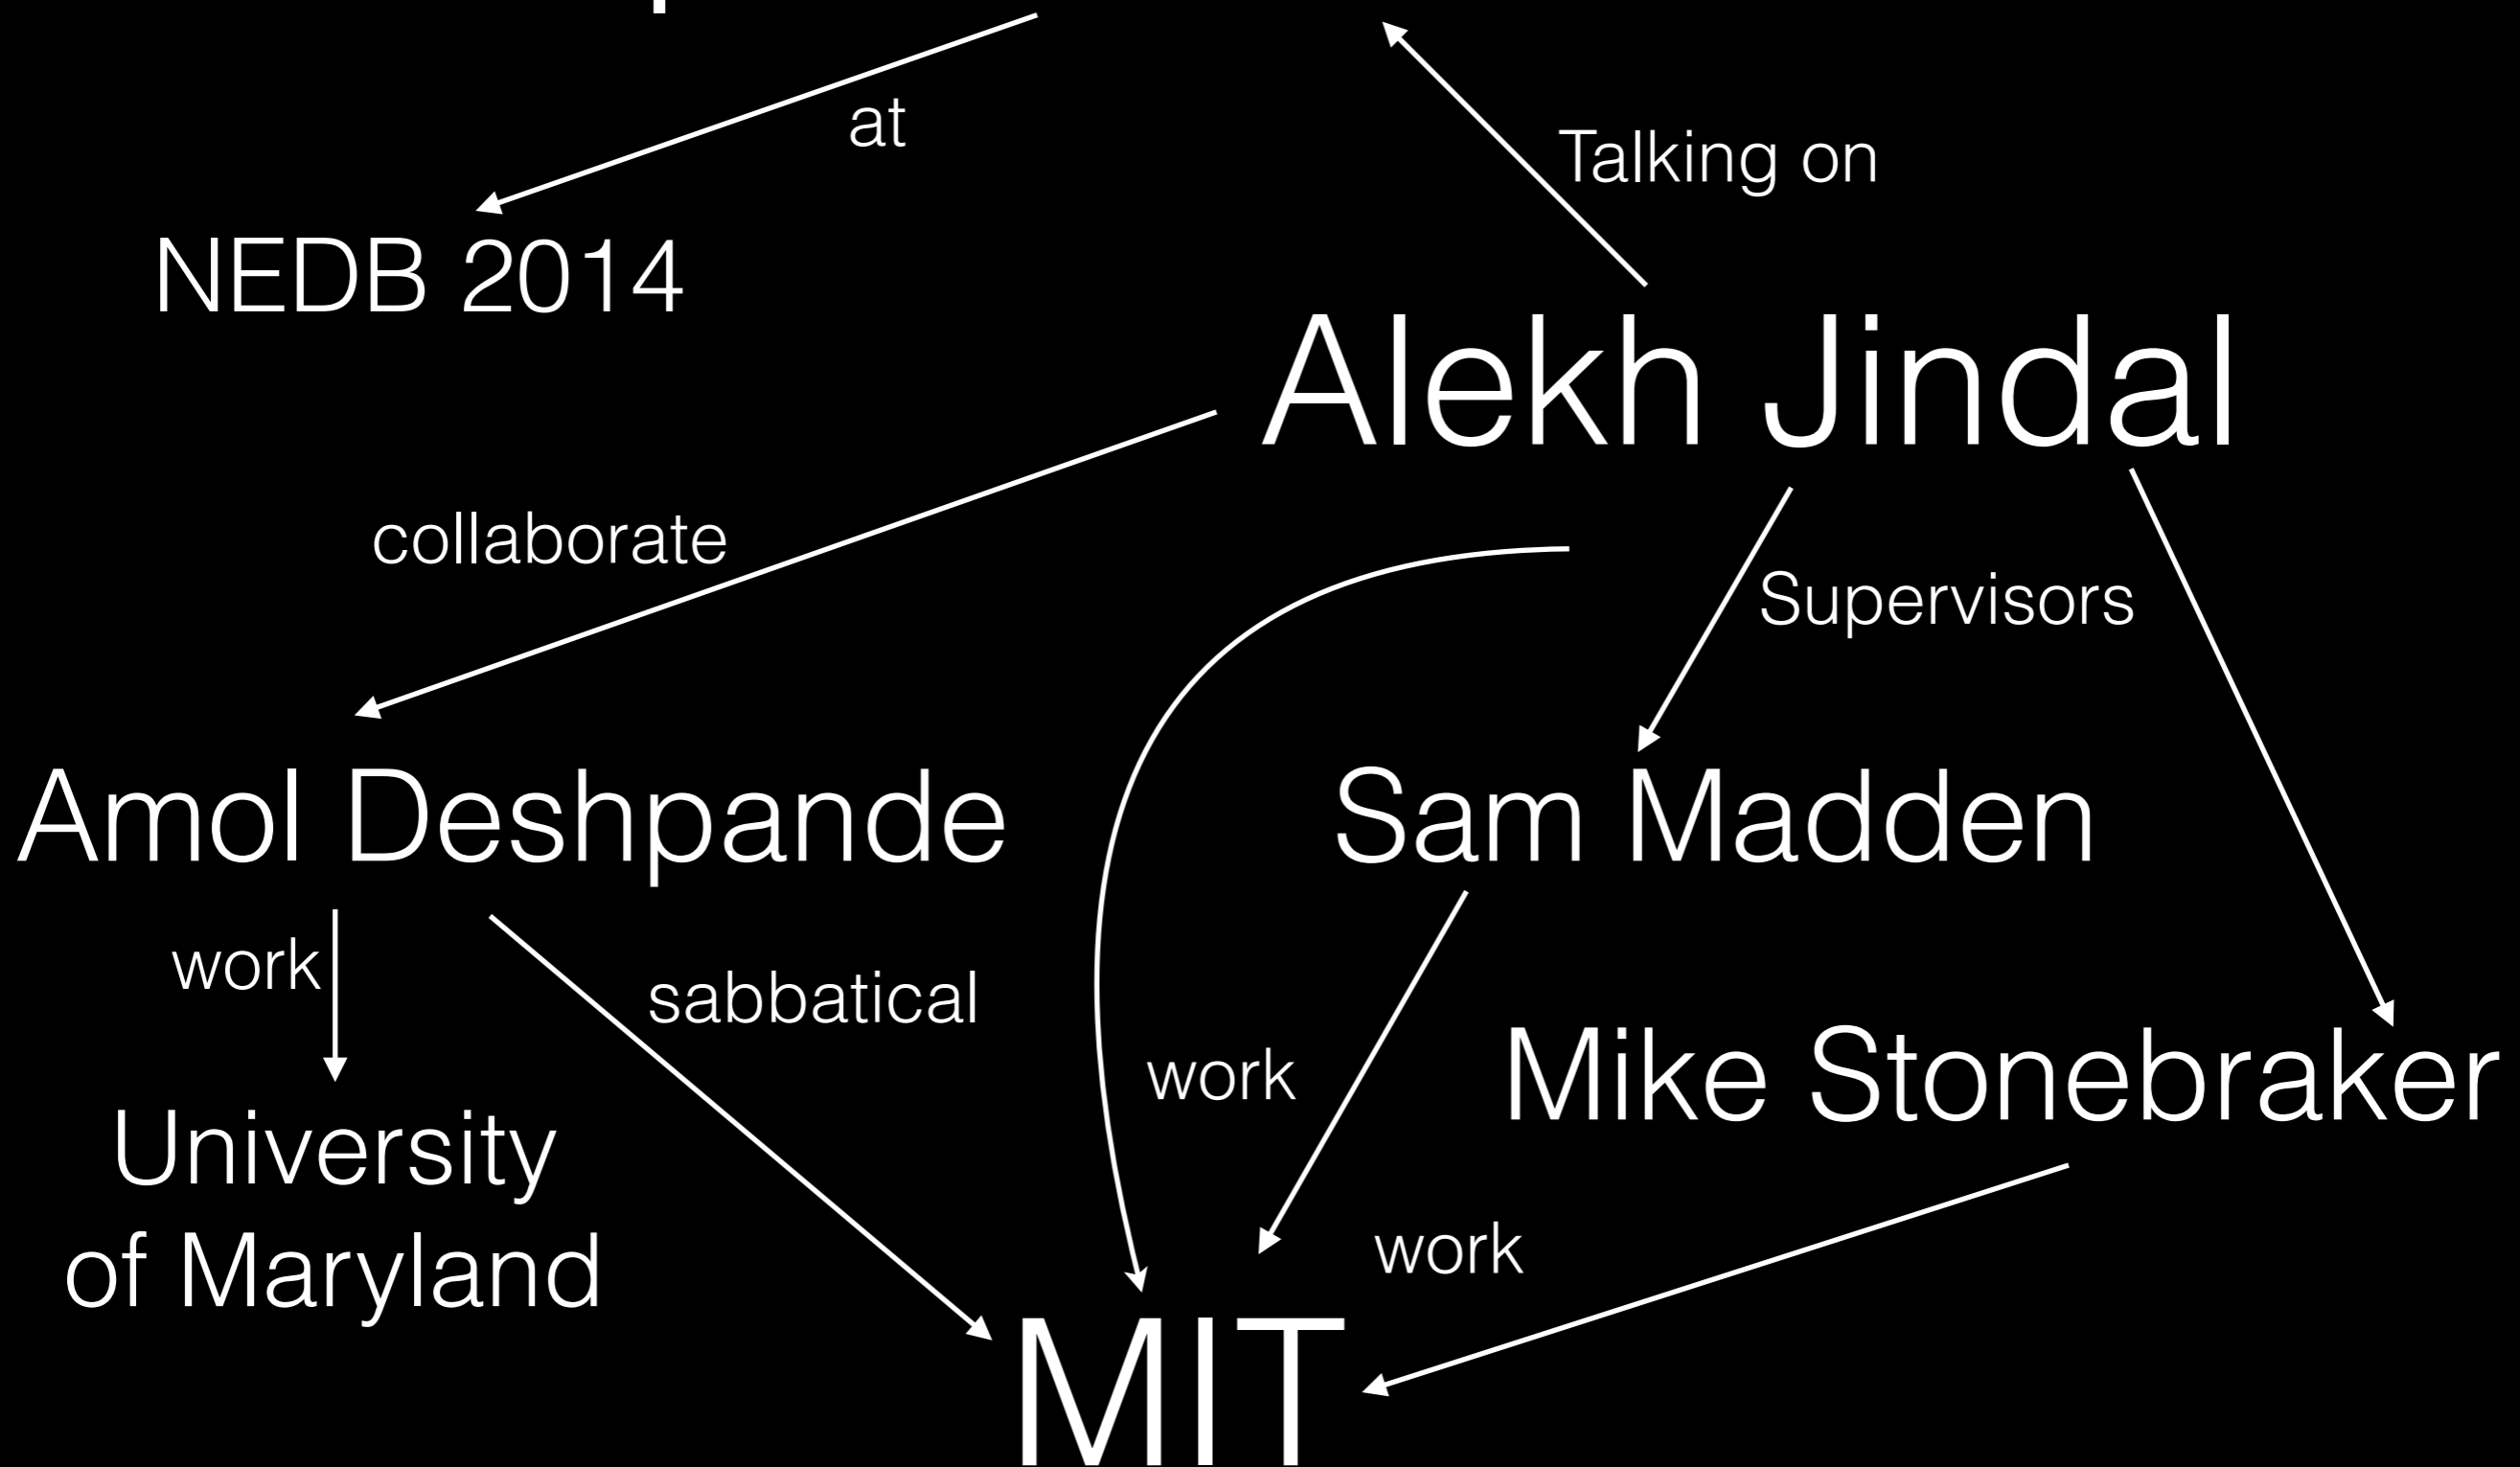 at
Talking on
NEDB 2014
Alekh Jindal
collaborate
Supervisors
Amol Deshpande
Sam Madden
work
sabbatical
Mike Stonebraker
work
University
of Maryland
work
MIT